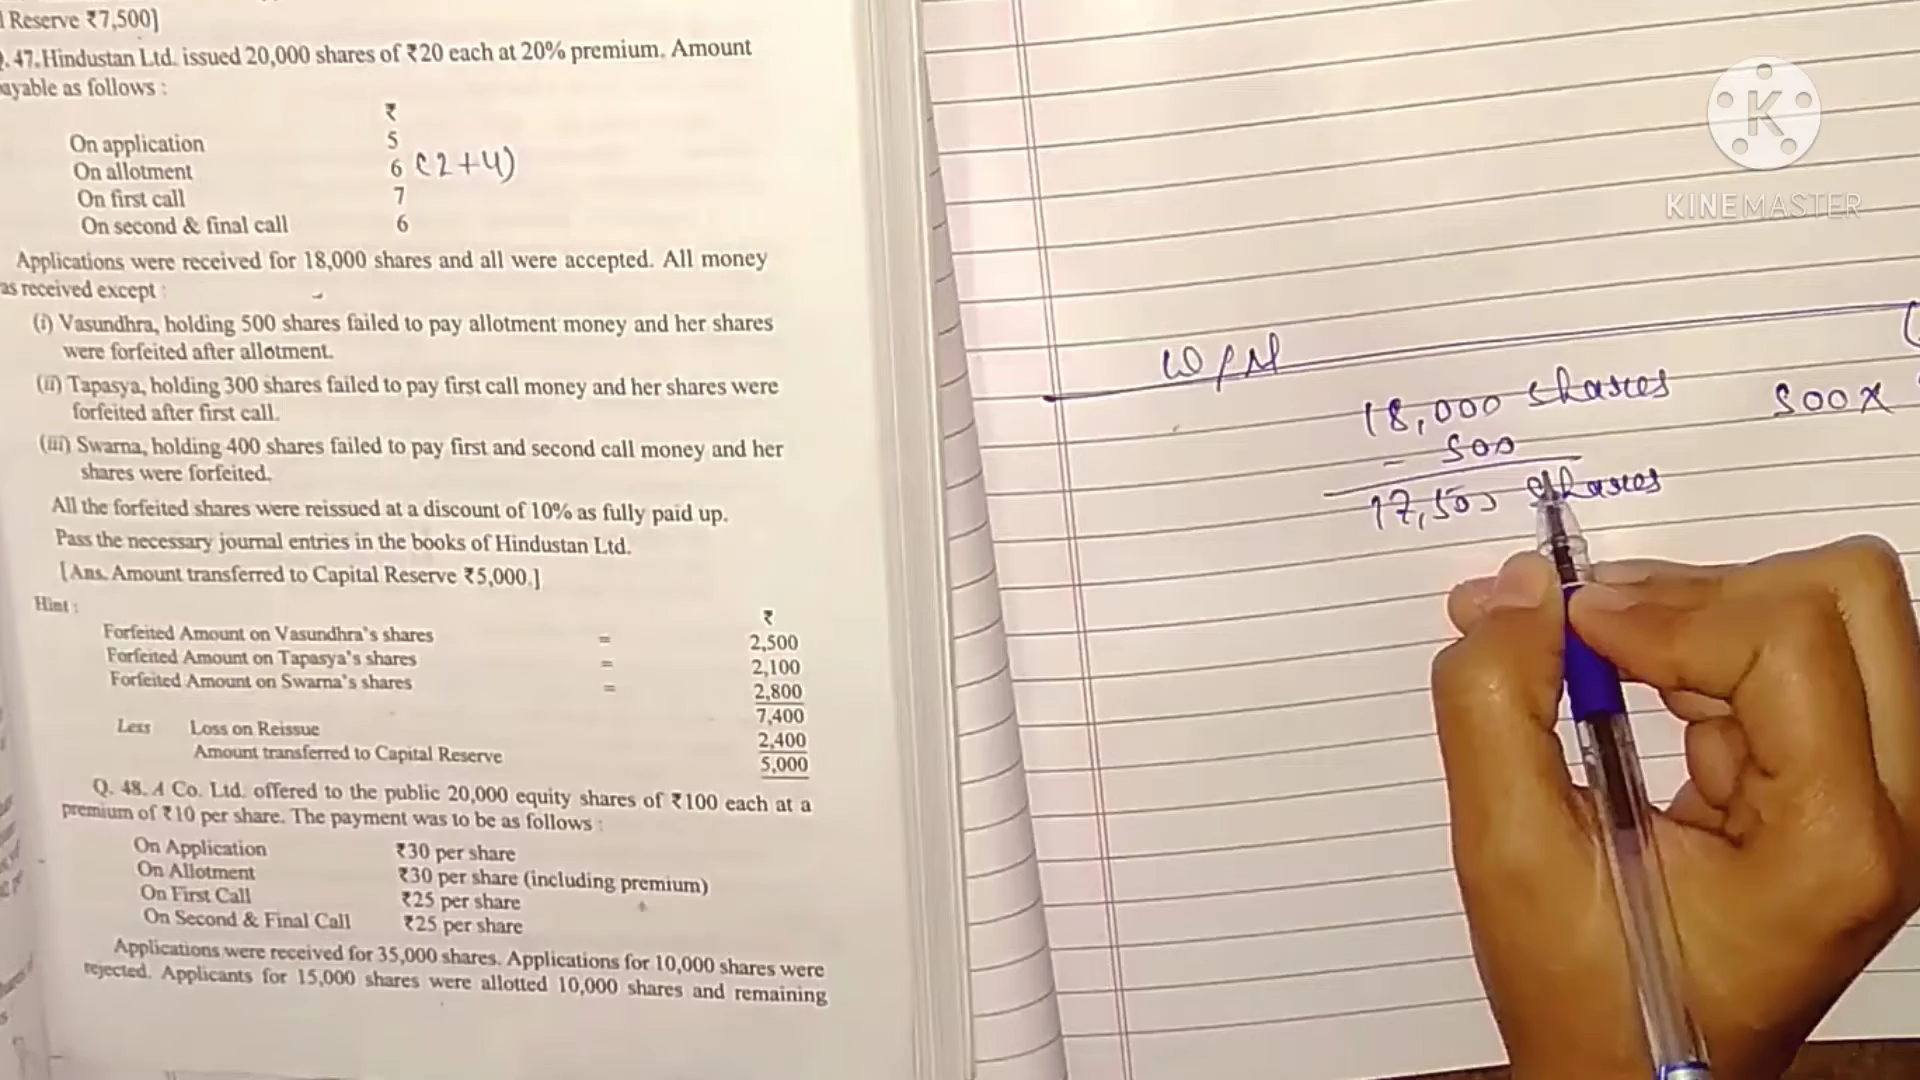 Reserve ₹7,500]
. 47. Hindustan Ltd. issued 20,000 shares of ₹20 each at 20% premium. Amount
ayable as follows :
₹
On application 5
On allotment 6 (2+4)
On first call 7
On second & final call 6
Applications were received for 18,000 shares and all were accepted. All money
as received except :
(i) Vasundhra, holding 500 shares failed to pay allotment money and her shares
were forfeited after allotment.
(ii) Tapasya, holding 300 shares failed to pay first call money and her shares were
forfeited after first call.
(iii) Swarna, holding 400 shares failed to pay first and second call money and her
shares were forfeited.
All the forfeited shares were reissued at a discount of 10% as fully paid up.
Pass the necessary journal entries in the books of Hindustan Ltd.
[Ans. Amount transferred to Capital Reserve ₹5,000.]
Hint :
₹
Forfeited Amount on Vasundhra's shares = 2,500
Forfeited Amount on Tapasya's shares = 2,100
Forfeited Amount on Swarna's shares = 2,800
7,400
Less Loss on Reissue 2,400
Amount transferred to Capital Reserve 5,000
Q. 48. A Co. Ltd. offered to the public 20,000 equity shares of ₹100 each at a
premium of ₹10 per share. The payment was to be as follows :
On Application ₹30 per share
On Allotment ₹30 per share (including premium)
On First Call ₹25 per share
On Second & Final Call ₹25 per share
Applications were received for 35,000 shares. Applications for 10,000 shares were
rejected. Applicants for 15,000 shares were allotted 10,000 shares and remaining
W/N
18,000 shares
- 500
17,500 shares
500 x
K
KINEMASTER